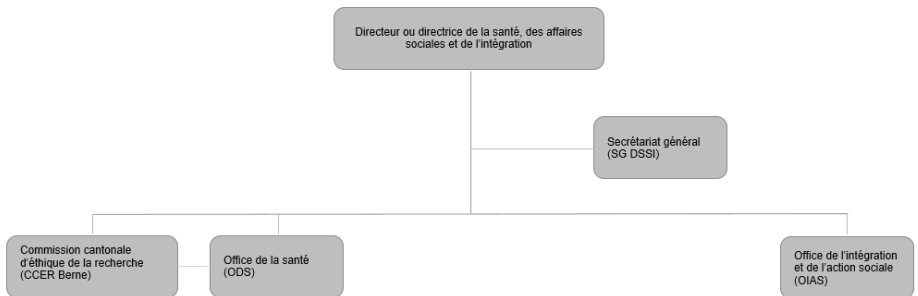 Directeur ou directrice de la santé, des affaires
sociales et de l'intégration
Secrétariat général
(SG DSSI)
Commission cantonale
d'éthique de la recherche
(CCER Berne)
Office de la santé
(ODS)
Office de l'intégration
et de l'action sociale
(OIAS)